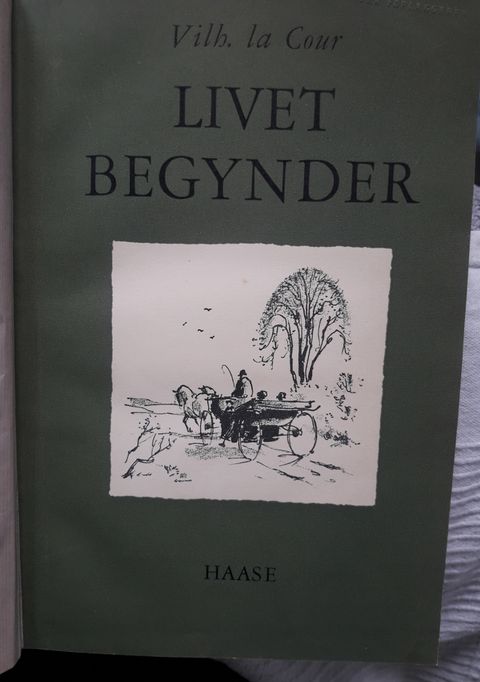 Vilh. la Cour
LIVET
BEGYNDER
HAASE